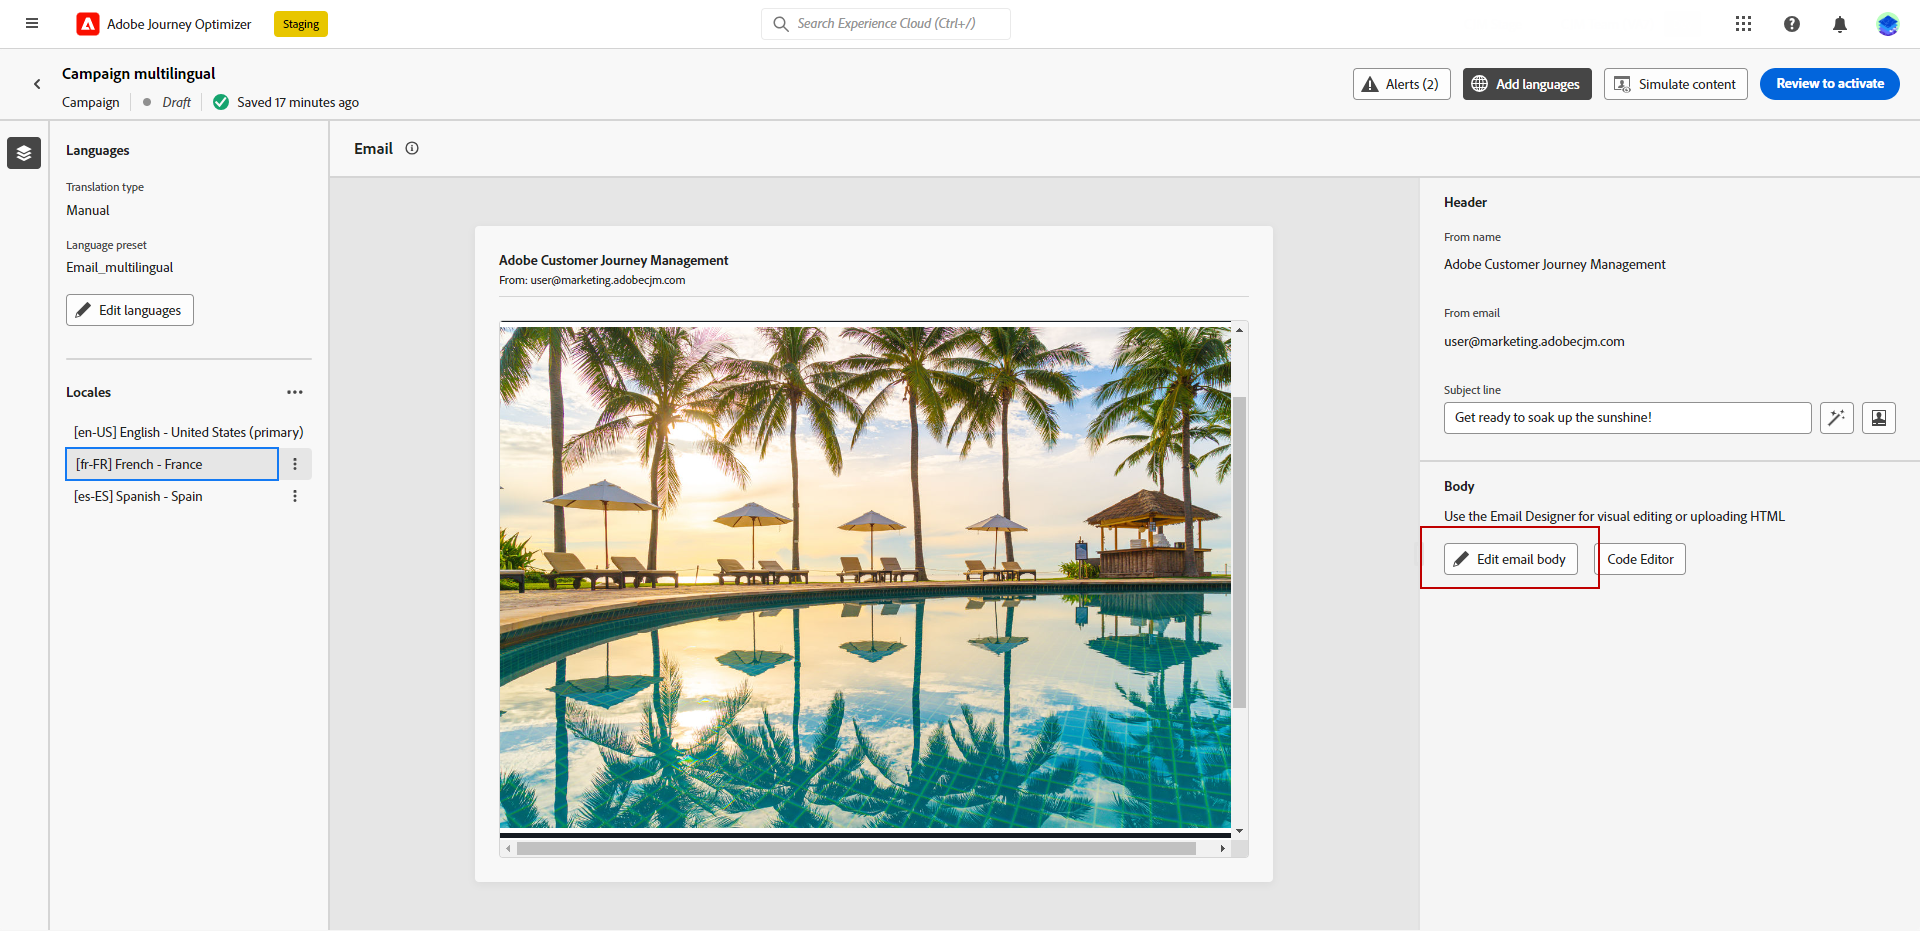 Adobe Journey Optimizer
Staging
Search Experience Cloud (Ctrl+/)
Campaign multilingual
Campaign
Draft
Saved 17 minutes ago
Alerts (2)
Add languages
Simulate content
Review to activate
Languages
Translation type
Manual
Language preset
Email_multilingual
Edit languages
Locales
[en-US] English - United States (primary)
[fr-FR] French - France
[es-ES] Spanish - Spain
Email
Adobe Customer Journey Management
From: user@marketing.adobecjm.com
Header
From name
Adobe Customer Journey Management
From email
user@marketing.adobecjm.com
Subject line
Get ready to soak up the sunshine!
Body
Use the Email Designer for visual editing or uploading HTML
Edit email body
Code Editor